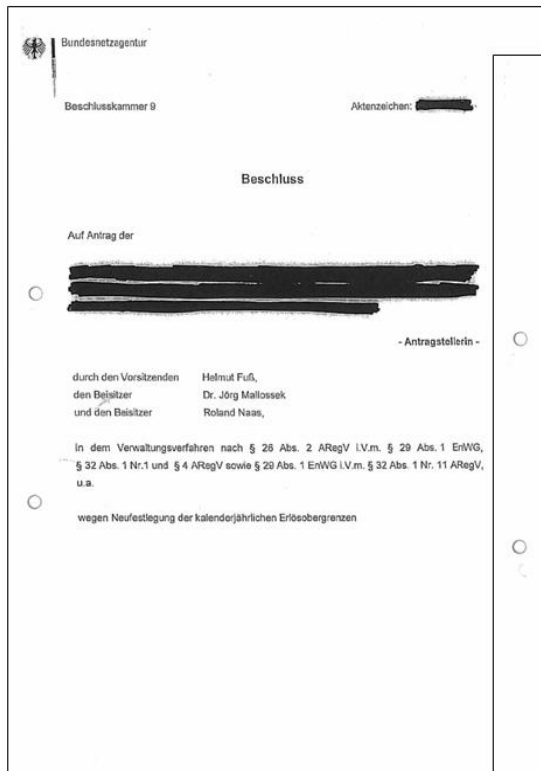 Bundesnetzagentur
Beschlusskammer 9
Aktenzeichen:
Beschluss
Auf Antrag der
- Antragstellerin -
durch den Vorsitzenden Helmut Fuß,
den Beisitzer Dr. Jörg Mallossek
und den Beisitzer Roland Naas,
in dem Verwaltungsverfahren nach § 26 Abs. 2 ARegV i.V.m. § 29 Abs. 1 EnWG,
§ 32 Abs. 1 Nr.1 und § 4 ARegV sowie § 29 Abs. 1 EnWG i.V.m. § 32 Abs. 1 Nr. 11 ARegV,
u.a.
wegen Neufestlegung der kalenderjährlichen Erlösobergrenzen